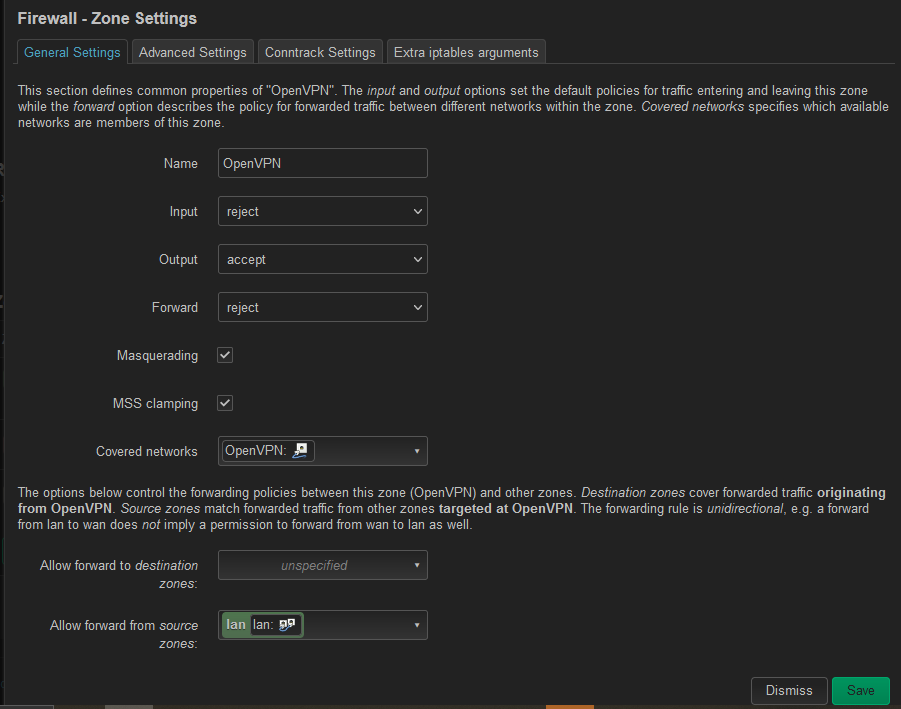 Firewall - Zone Settings
General Settings Advanced Settings Conntrack Settings Extra iptables arguments
This section defines common properties of "OpenVPN". The input and output options set the default policies for traffic entering and leaving this zone
while the forward option describes the policy for forwarded traffic between different networks within the zone. Covered networks specifies which available
networks are members of this zone.
Name OpenVPN
Input reject
Output accept
Forward reject
Masquerading
MSS clamping
Covered networks OpenVPN:
The options below control the forwarding policies between this zone (OpenVPN) and other zones. Destination zones cover forwarded traffic originating
from OpenVPN. Source zones match forwarded traffic from other zones targeted at OpenVPN. The forwarding rule is unidirectional, e.g. a forward
from lan to wan does not imply a permission to forward from wan to lan as well.
Allow forward to destination unspecified
zones:
Allow forward from source lan lan:
zones:
Dismiss Save